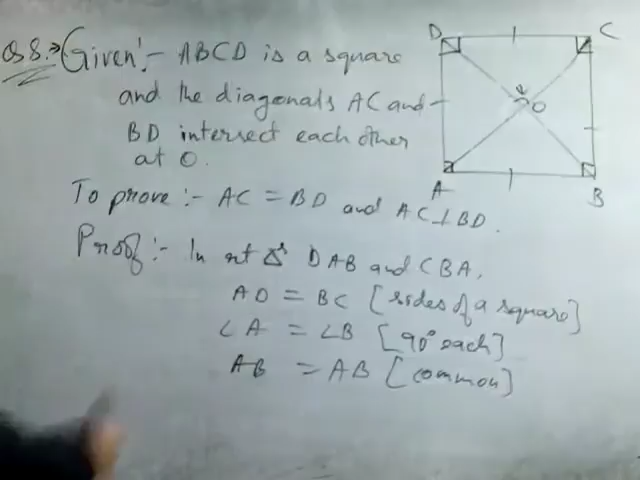 Q8.⇒ Given:- ABCD is a square
and the diagonals AC and
BD intersect each other
at O.
To prove:- AC = BD and AC ⊥ BD.
Proof:- In rt Δˢ DAB and CBA,
AD = BC [sides of a square]
∠A = ∠B [90° each]
AB = AB [common]
D
C
O
A
B